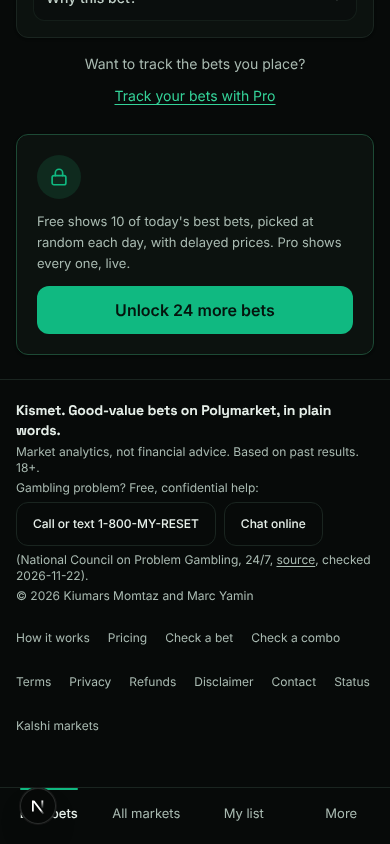 Why this bet?
Want to track the bets you place?
Track your bets with Pro
Free shows 10 of today's best bets, picked at
random each day, with delayed prices. Pro shows
every one, live.
Unlock 24 more bets
Kismet. Good-value bets on Polymarket, in plain
words.
Market analytics, not financial advice. Based on past results.
18+.
Gambling problem? Free, confidential help:
Call or text 1-800-MY-RESET
Chat online
(National Council on Problem Gambling, 24/7, source, checked
2026-11-22).
© 2026 Kiumars Momtaz and Marc Yamin
How it works Pricing Check a bet Check a combo
Terms Privacy Refunds Disclaimer Contact Status
Kalshi markets
N bets All markets My list More